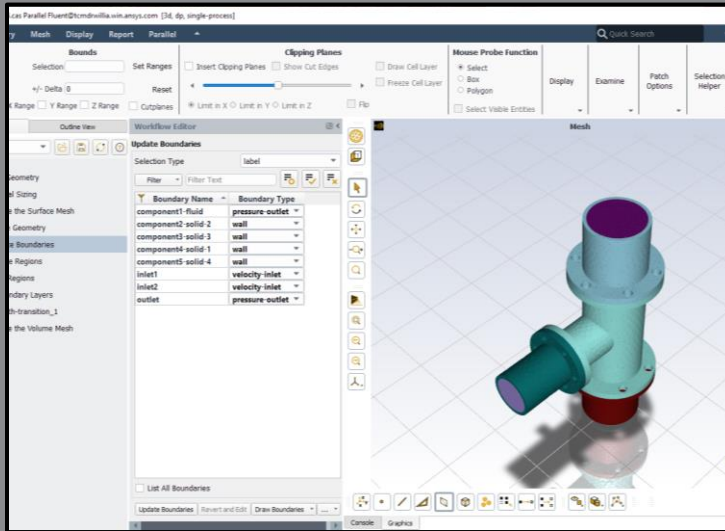 .cas Parallel Fluent@tcmdrwillia.win.ansys.com [3d, dp, single-process]
ry Mesh Display Report Parallel Quick Search
Bounds
Selection Set Ranges
+/- Delta 0 Reset
X Range Y Range Z Range Cutplanes
Clipping Planes
Insert Clipping Planes Show Cut Edges Draw Cell Layer
Freeze Cell Layer
Limit in X Limit in Y Limit in Z Flip
Mouse Probe Function
Select
Box
Polygon
Select Visible Entities
Display
Examine
Patch
Options
Selection
Helper
Outline View
Geometry
al Sizing
e the Surface Mesh
e Geometry
e Boundaries
e Regions
Regions
ndary Layers
th-transition_1
e the Volume Mesh
Workflow Editor
Update Boundaries
Selection Type label
Filter Filter Text
Boundary Name Boundary Type
component1-fluid pressure-outlet
component2-solid-2 wall
component3-solid-3 wall
component4-solid-1 wall
component5-solid-4 wall
inlet1 velocity-inlet
inlet2 velocity-inlet
outlet pressure-outlet
List All Boundaries
Update Boundaries Revert and Edit Draw Boundaries ...
Mesh
Console Graphics